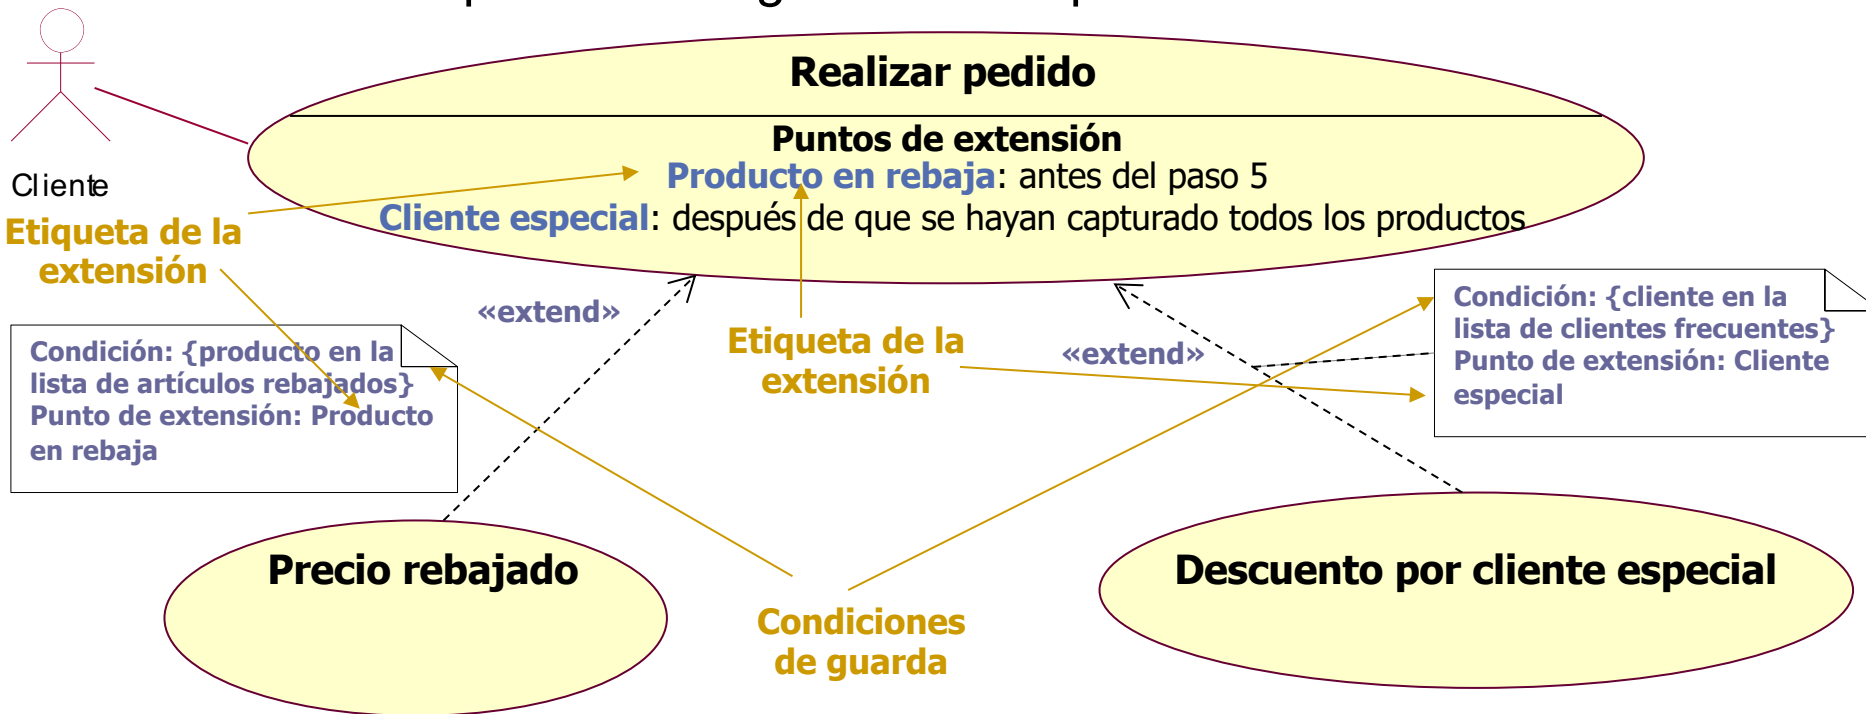 Realizar pedido
Puntos de extensión
Producto en rebaja: antes del paso 5
Cliente especial: después de que se hayan capturado todos los productos
Cliente
Etiqueta de la
extensión
«extend»
Condición: {producto en la
lista de artículos rebajados}
Punto de extensión: Producto
en rebaja
Etiqueta de la
extensión
«extend»
Condición: {cliente en la
lista de clientes frecuentes}
Punto de extensión: Cliente
especial
Precio rebajado
Condiciones
de guarda
Descuento por cliente especial